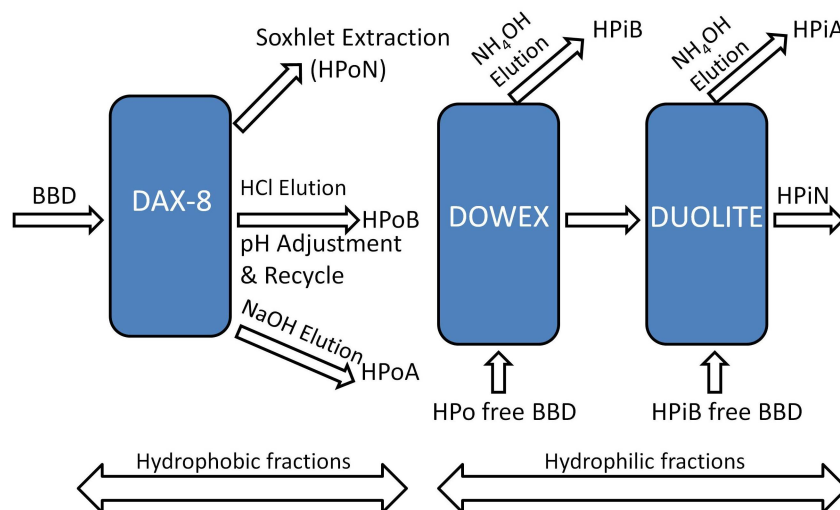 Soxhlet Extraction
(HPoN)
BBD
DAX-8
HCl Elution
HPoB
pH Adjustment
& Recycle
NaOH Elution
HPoA
Hydrophobic fractions
NH₄OH
Elution
HPiB
DOWEX
HPo free BBD
NH₄OH
Elution
HPiA
DUOLITE
HPiN
HPiB free BBD
Hydrophilic fractions